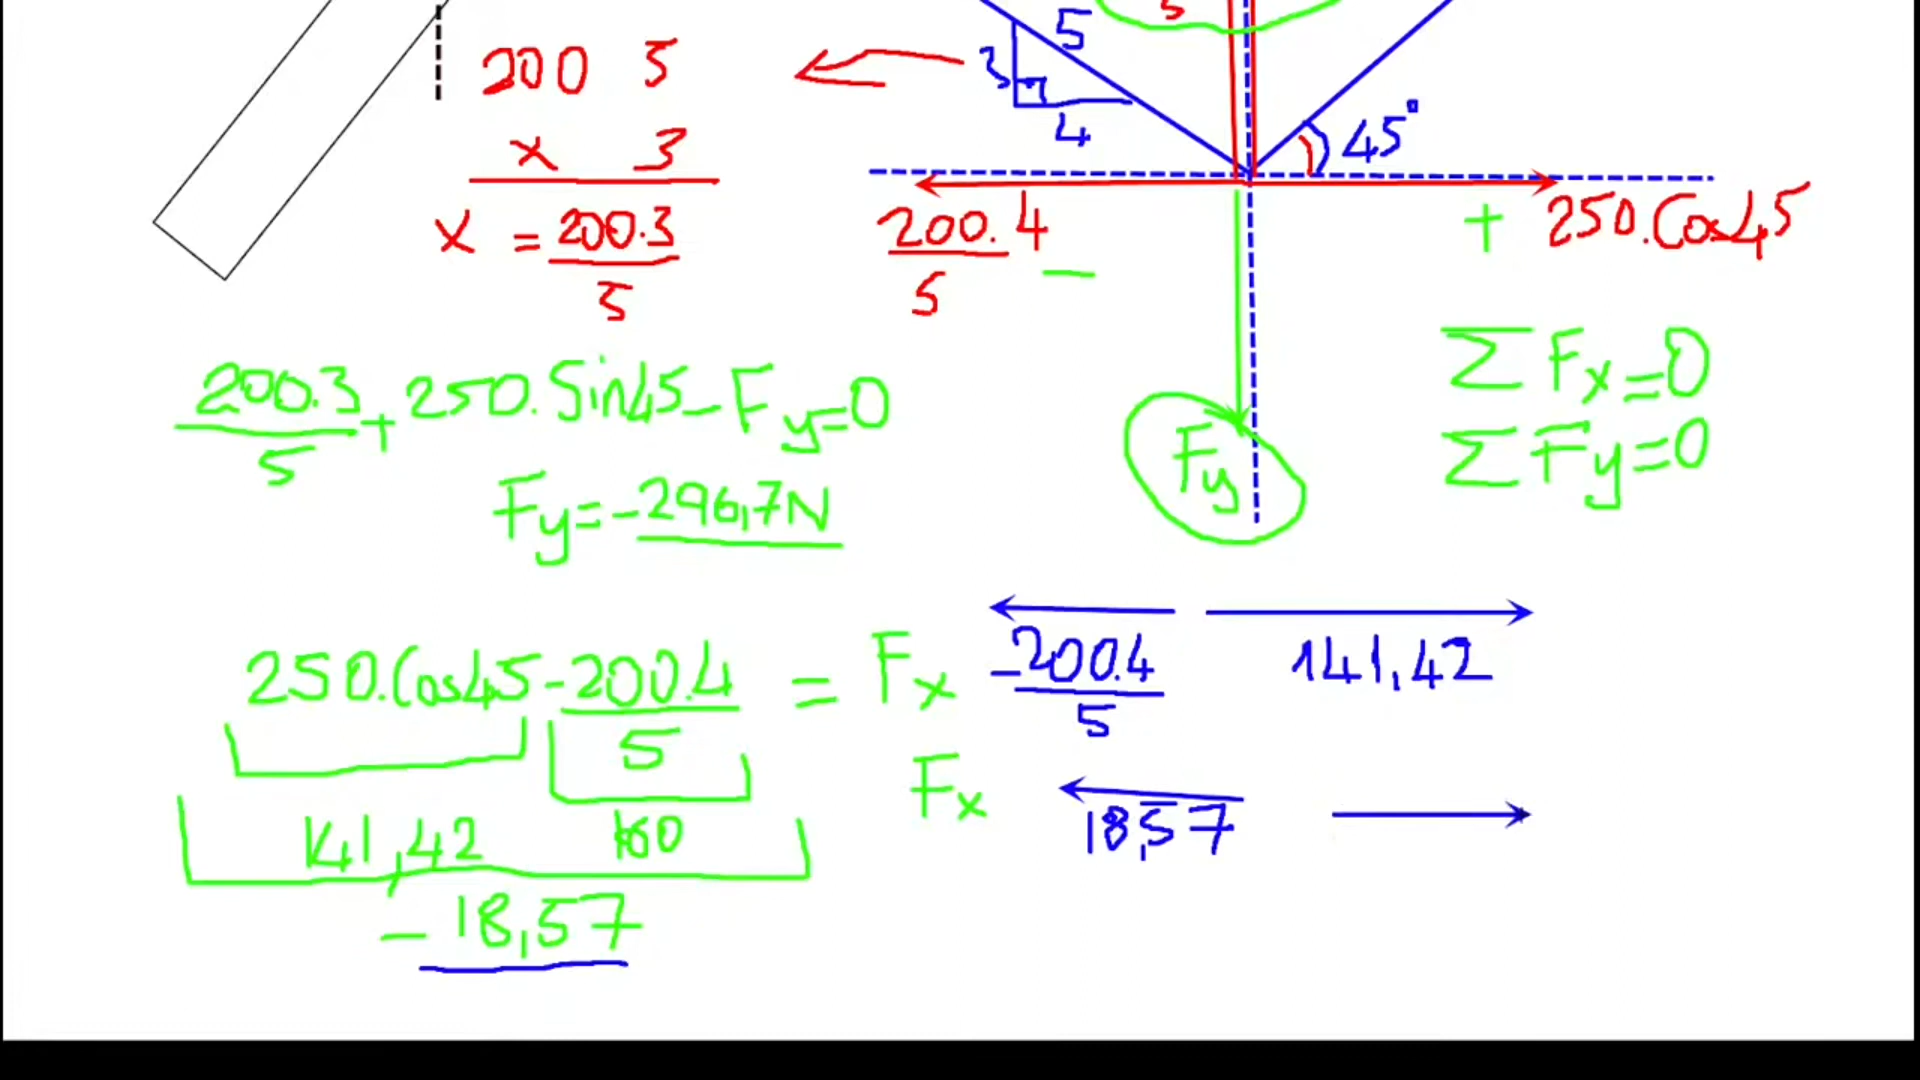 5
5
3
4
200 5
x 3
x = 200.3
5
45°
200.4
5
−
+ 250.Cos45
ΣFx=0
ΣFy=0
200.3 + 250.Sin45 - Fy=0
5
Fy = -296,7N
Fy
250.Cos45 - 200.4 = Fx
5
141,42 160
- 18,57
Fx
-200.4
5
141,42
18,57